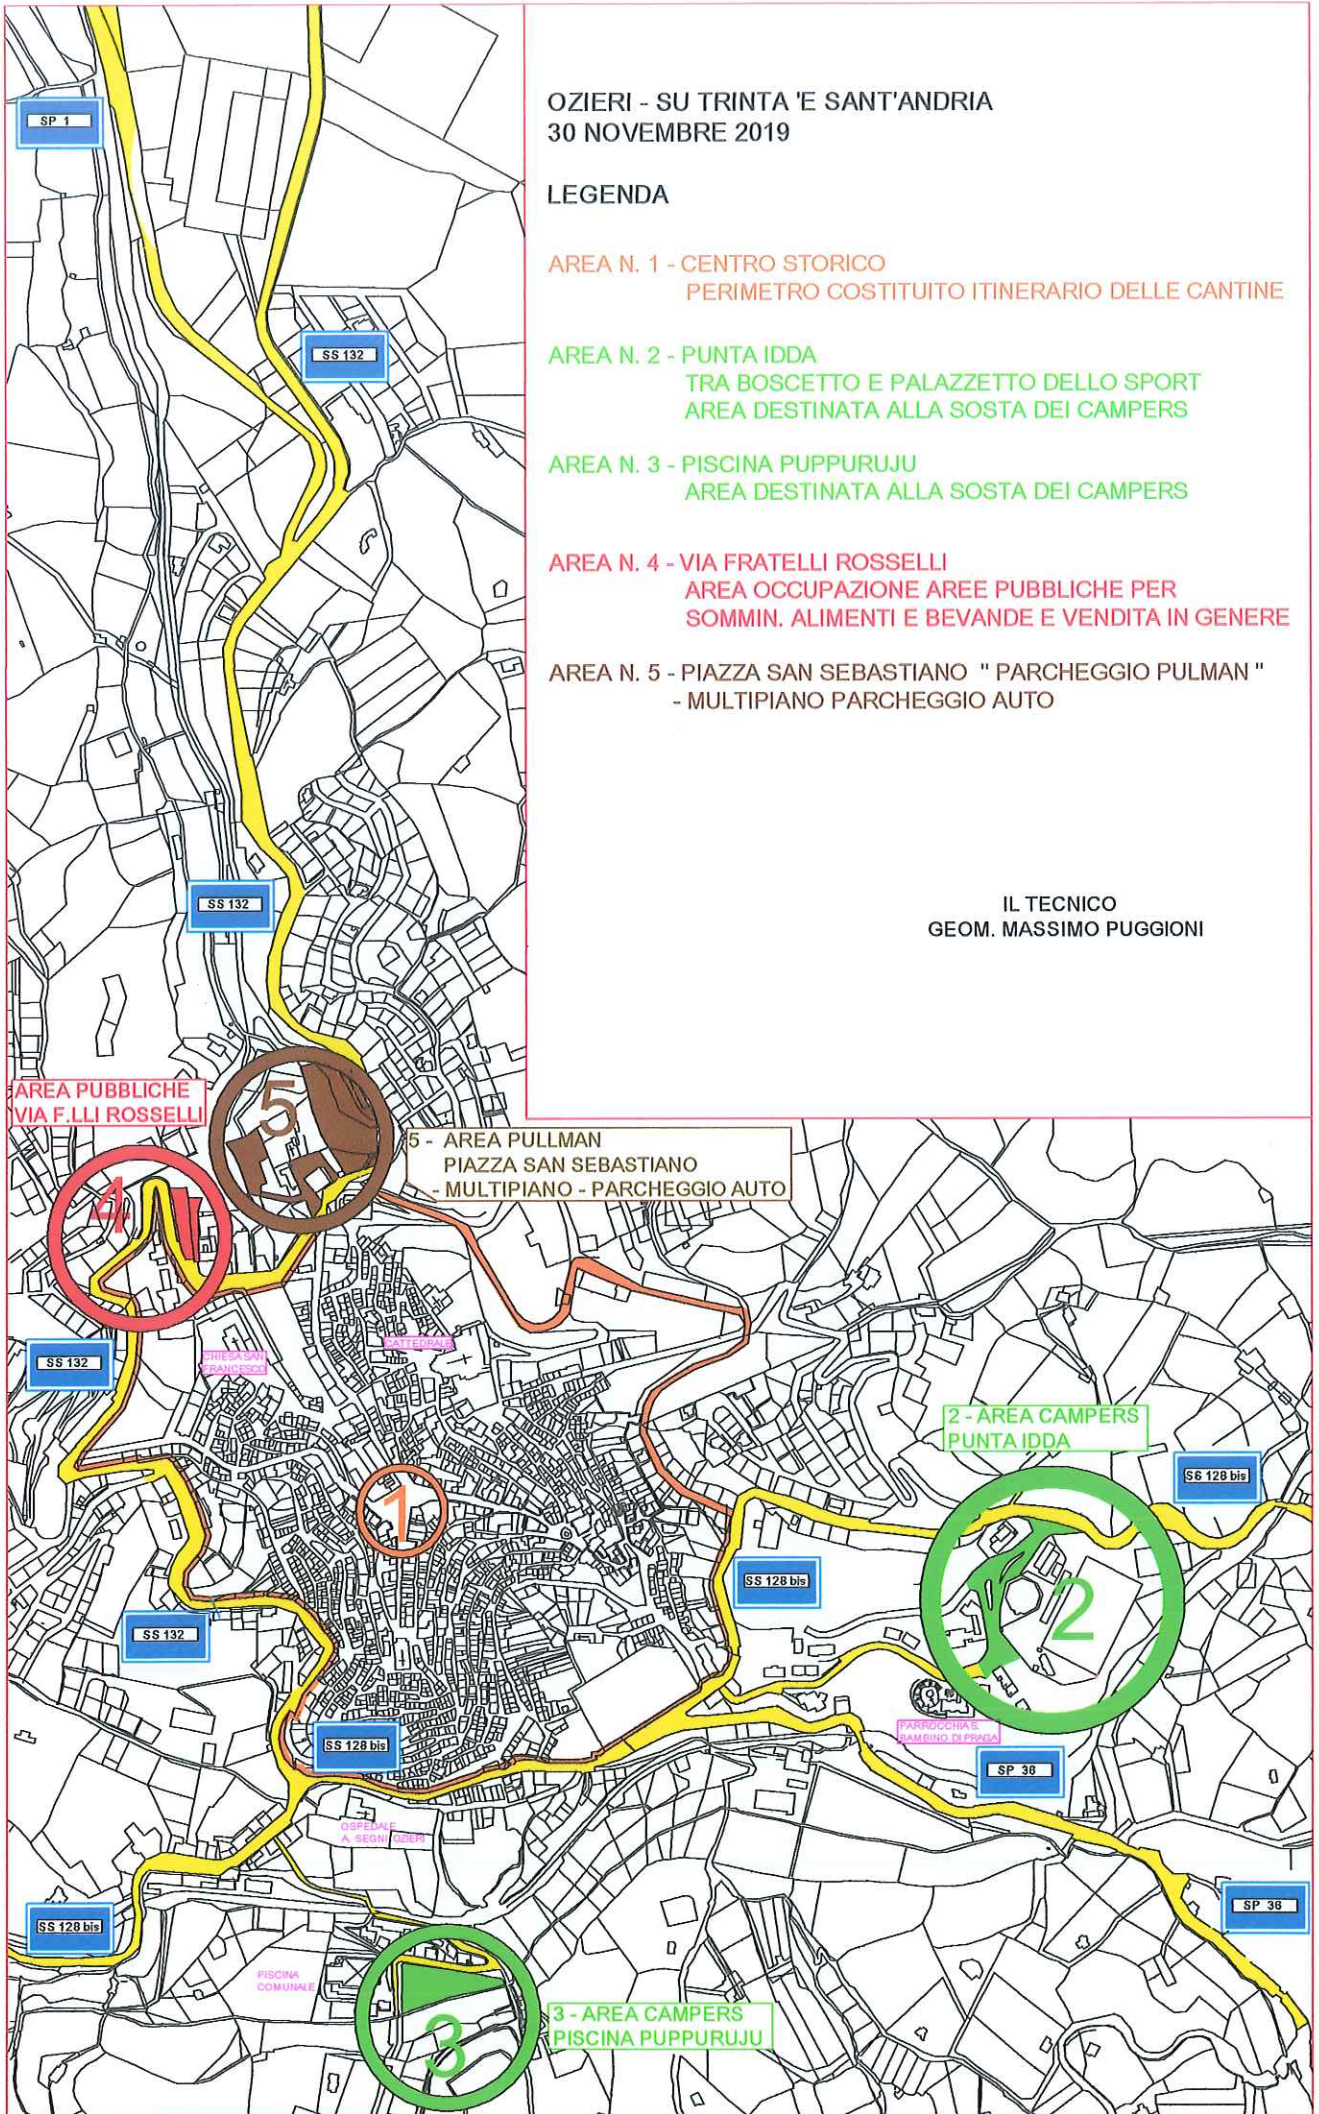 OZIERI - SU TRINTA 'E SANT'ANDRIA
30 NOVEMBRE 2019
LEGENDA
AREA N. 1 - CENTRO STORICO
PERIMETRO COSTITUITO ITINERARIO DELLE CANTINE
AREA N. 2 - PUNTA IDDA
TRA BOSCETTO E PALAZZETTO DELLO SPORT
AREA DESTINATA ALLA SOSTA DEI CAMPERS
AREA N. 3 - PISCINA PUPPURUJU
AREA DESTINATA ALLA SOSTA DEI CAMPERS
AREA N. 4 - VIA FRATELLI ROSSELLI
AREA OCCUPAZIONE AREE PUBBLICHE PER
SOMMIN. ALIMENTI E BEVANDE E VENDITA IN GENERE
AREA N. 5 - PIAZZA SAN SEBASTIANO " PARCHEGGIO PULMAN "
- MULTIPIANO PARCHEGGIO AUTO
IL TECNICO
GEOM. MASSIMO PUGGIONI
SP 1
SS 132
SS 132
AREA PUBBLICHE
VIA F.LLI ROSSELLI
5
5 - AREA PULLMAN
PIAZZA SAN SEBASTIANO
- MULTIPIANO - PARCHEGGIO AUTO
4
SS 132
CHIESA SAN
FRANCESCO
CATTEDRALE
2 - AREA CAMPERS
PUNTA IDDA
SS 128 bis
1
SS 128 bis
2
SS 132
SS 128 bis
PARROCCHIA S.
BAMBINO DI PRAGA
SP 36
OSPEDALE
A. SEGNI OZIERI
SS 128 bis
SP 36
PISCINA
COMUNALE
3
3 - AREA CAMPERS
PISCINA PUPPURUJU